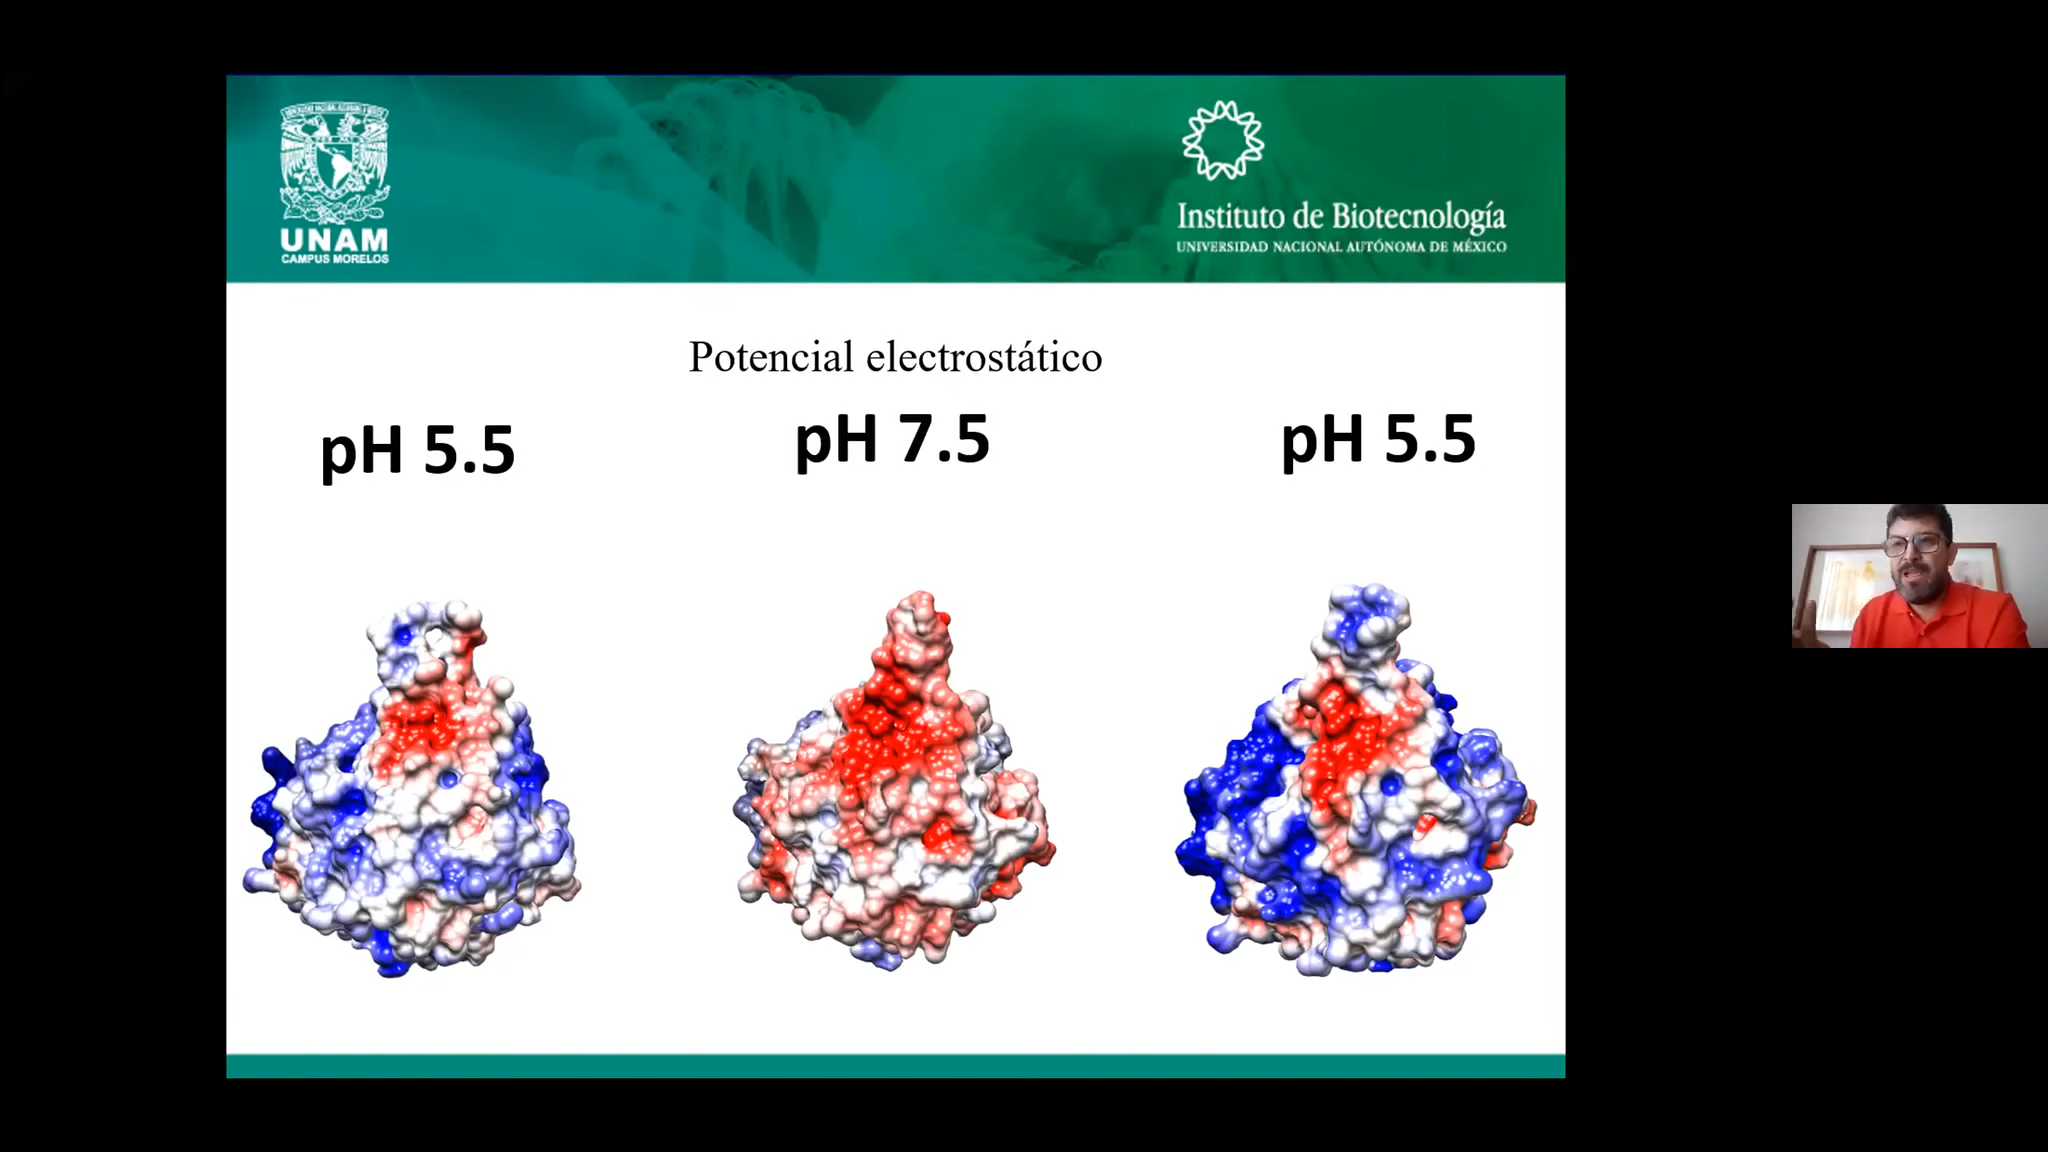 UNAM
CAMPUS MORELOS
Instituto de Biotecnología
UNIVERSIDAD NACIONAL AUTÓNOMA DE MÉXICO
Potencial electrostático
pH 5.5
pH 7.5
pH 5.5